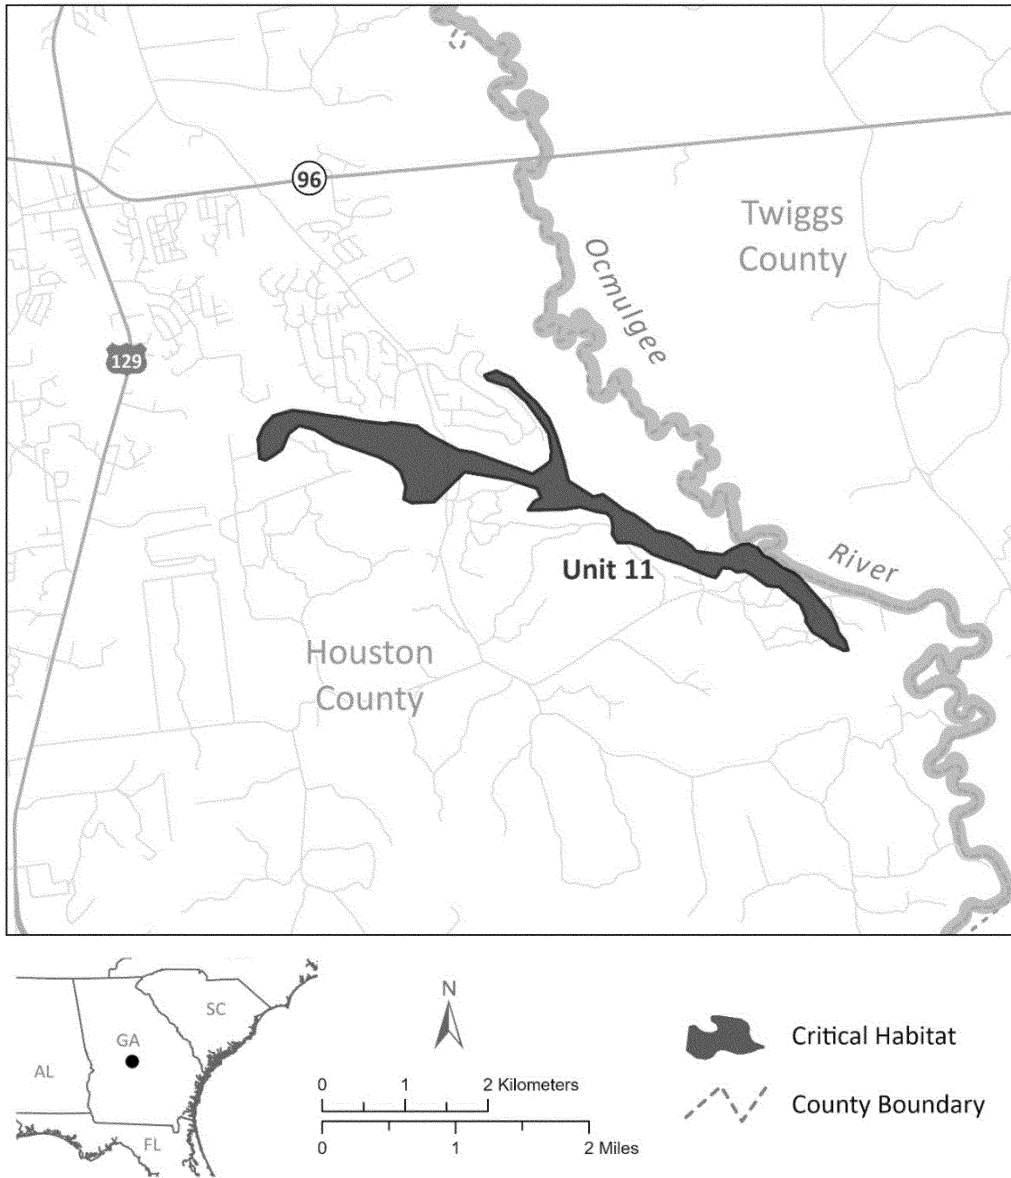 96
Twiggs
County
Ocmulgee
129
River
Unit 11
Houston
County
SC
GA
AL
FL
N
0 1 2 Kilometers
0 1 2 Miles
Critical Habitat
County Boundary